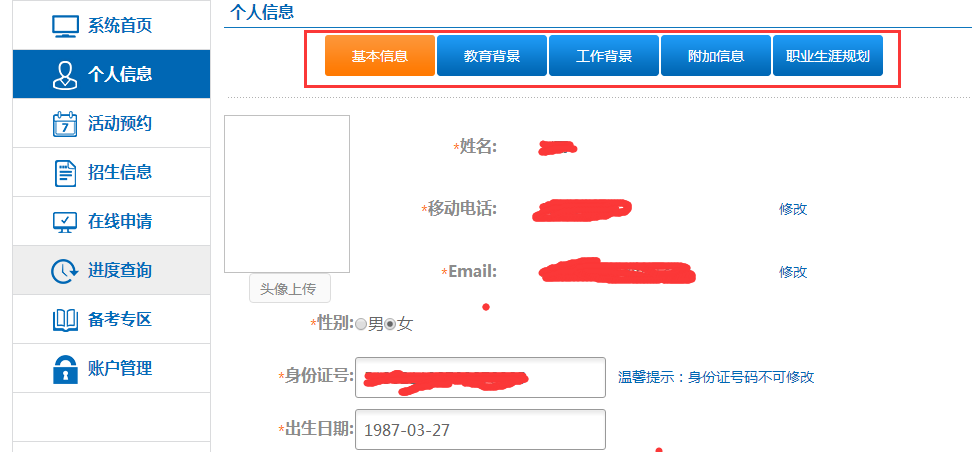 系统首页
个人信息
活动预约
招生信息
在线申请
进度查询
备考专区
账户管理
个人信息
基本信息 教育背景 工作背景 附加信息 职业生涯规划
头像上传
*姓名:
*移动电话: 修改
*Email: 修改
*性别: 男 女
*身份证号: 温馨提示：身份证号码不可修改
*出生日期: 1987-03-27